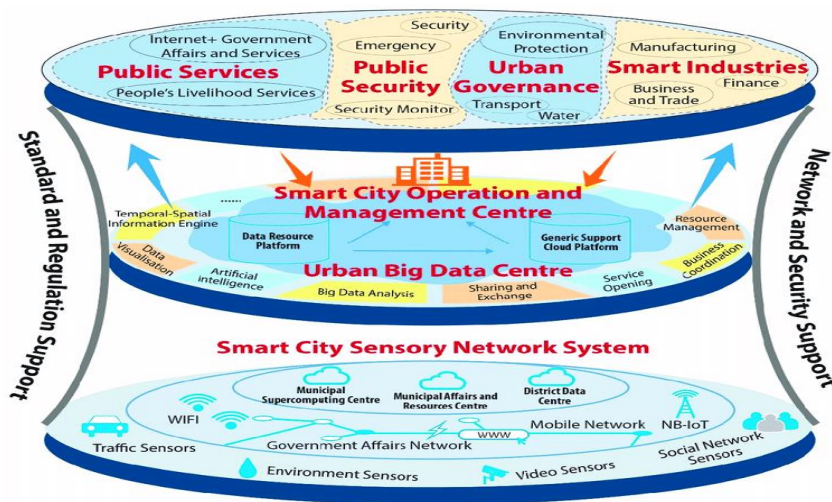 Security
Internet+ Government
Affairs and Services
Emergency
Environmental
Protection
Manufacturing
Public Services
Public
Security
Urban
Governance
Smart Industries
People's Livelihood Services
Security Monitor
Transport
Water
Business
and Trade
Finance
Standard and Regulation Support
Network and Security Support
......
Smart City Operation and
Management Centre
Temporal-Spatial
Information Engine
Resource
Management
Data Resource
Platform
Generic Support
Cloud Platform
Data
Visualisation
Urban Big Data Centre
Business
Coordination
Artificial
intelligence
Big Data Analysis
Sharing and
Exchange
Service
Opening
Smart City Sensory Network System
Municipal
Supercomputing Centre
Municipal Affairs and
Resources Centre
District Data
Centre
WIFI
Mobile Network
NB-IoT
WWW
Traffic Sensors
Government Affairs Network
Social Network
Sensors
Environment Sensors
Video Sensors